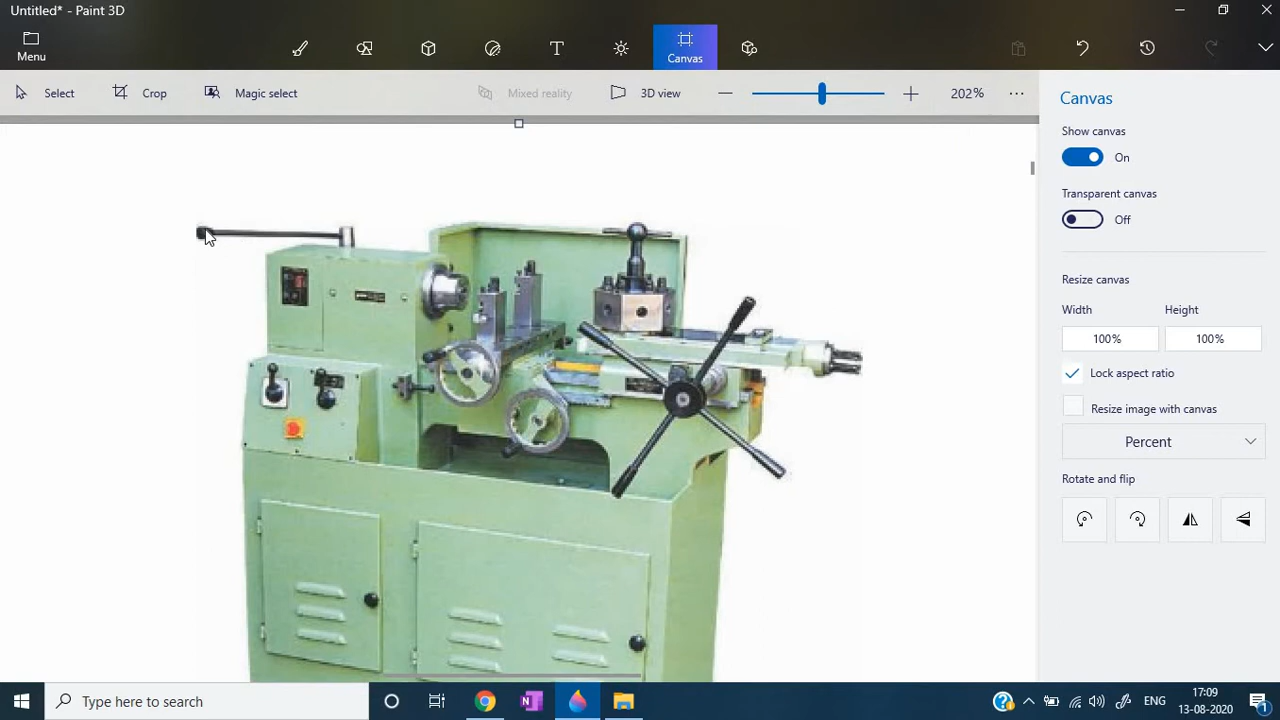 Untitled* - Paint 3D
Menu
Canvas
Select
Crop
Magic select
Mixed reality
3D view
202%
Canvas
Show canvas
On
Transparent canvas
Off
Resize canvas
Width
Height
100%
100%
Lock aspect ratio
Resize image with canvas
Percent
Rotate and flip
Type here to search
ENG
17:09
13-08-2020
1